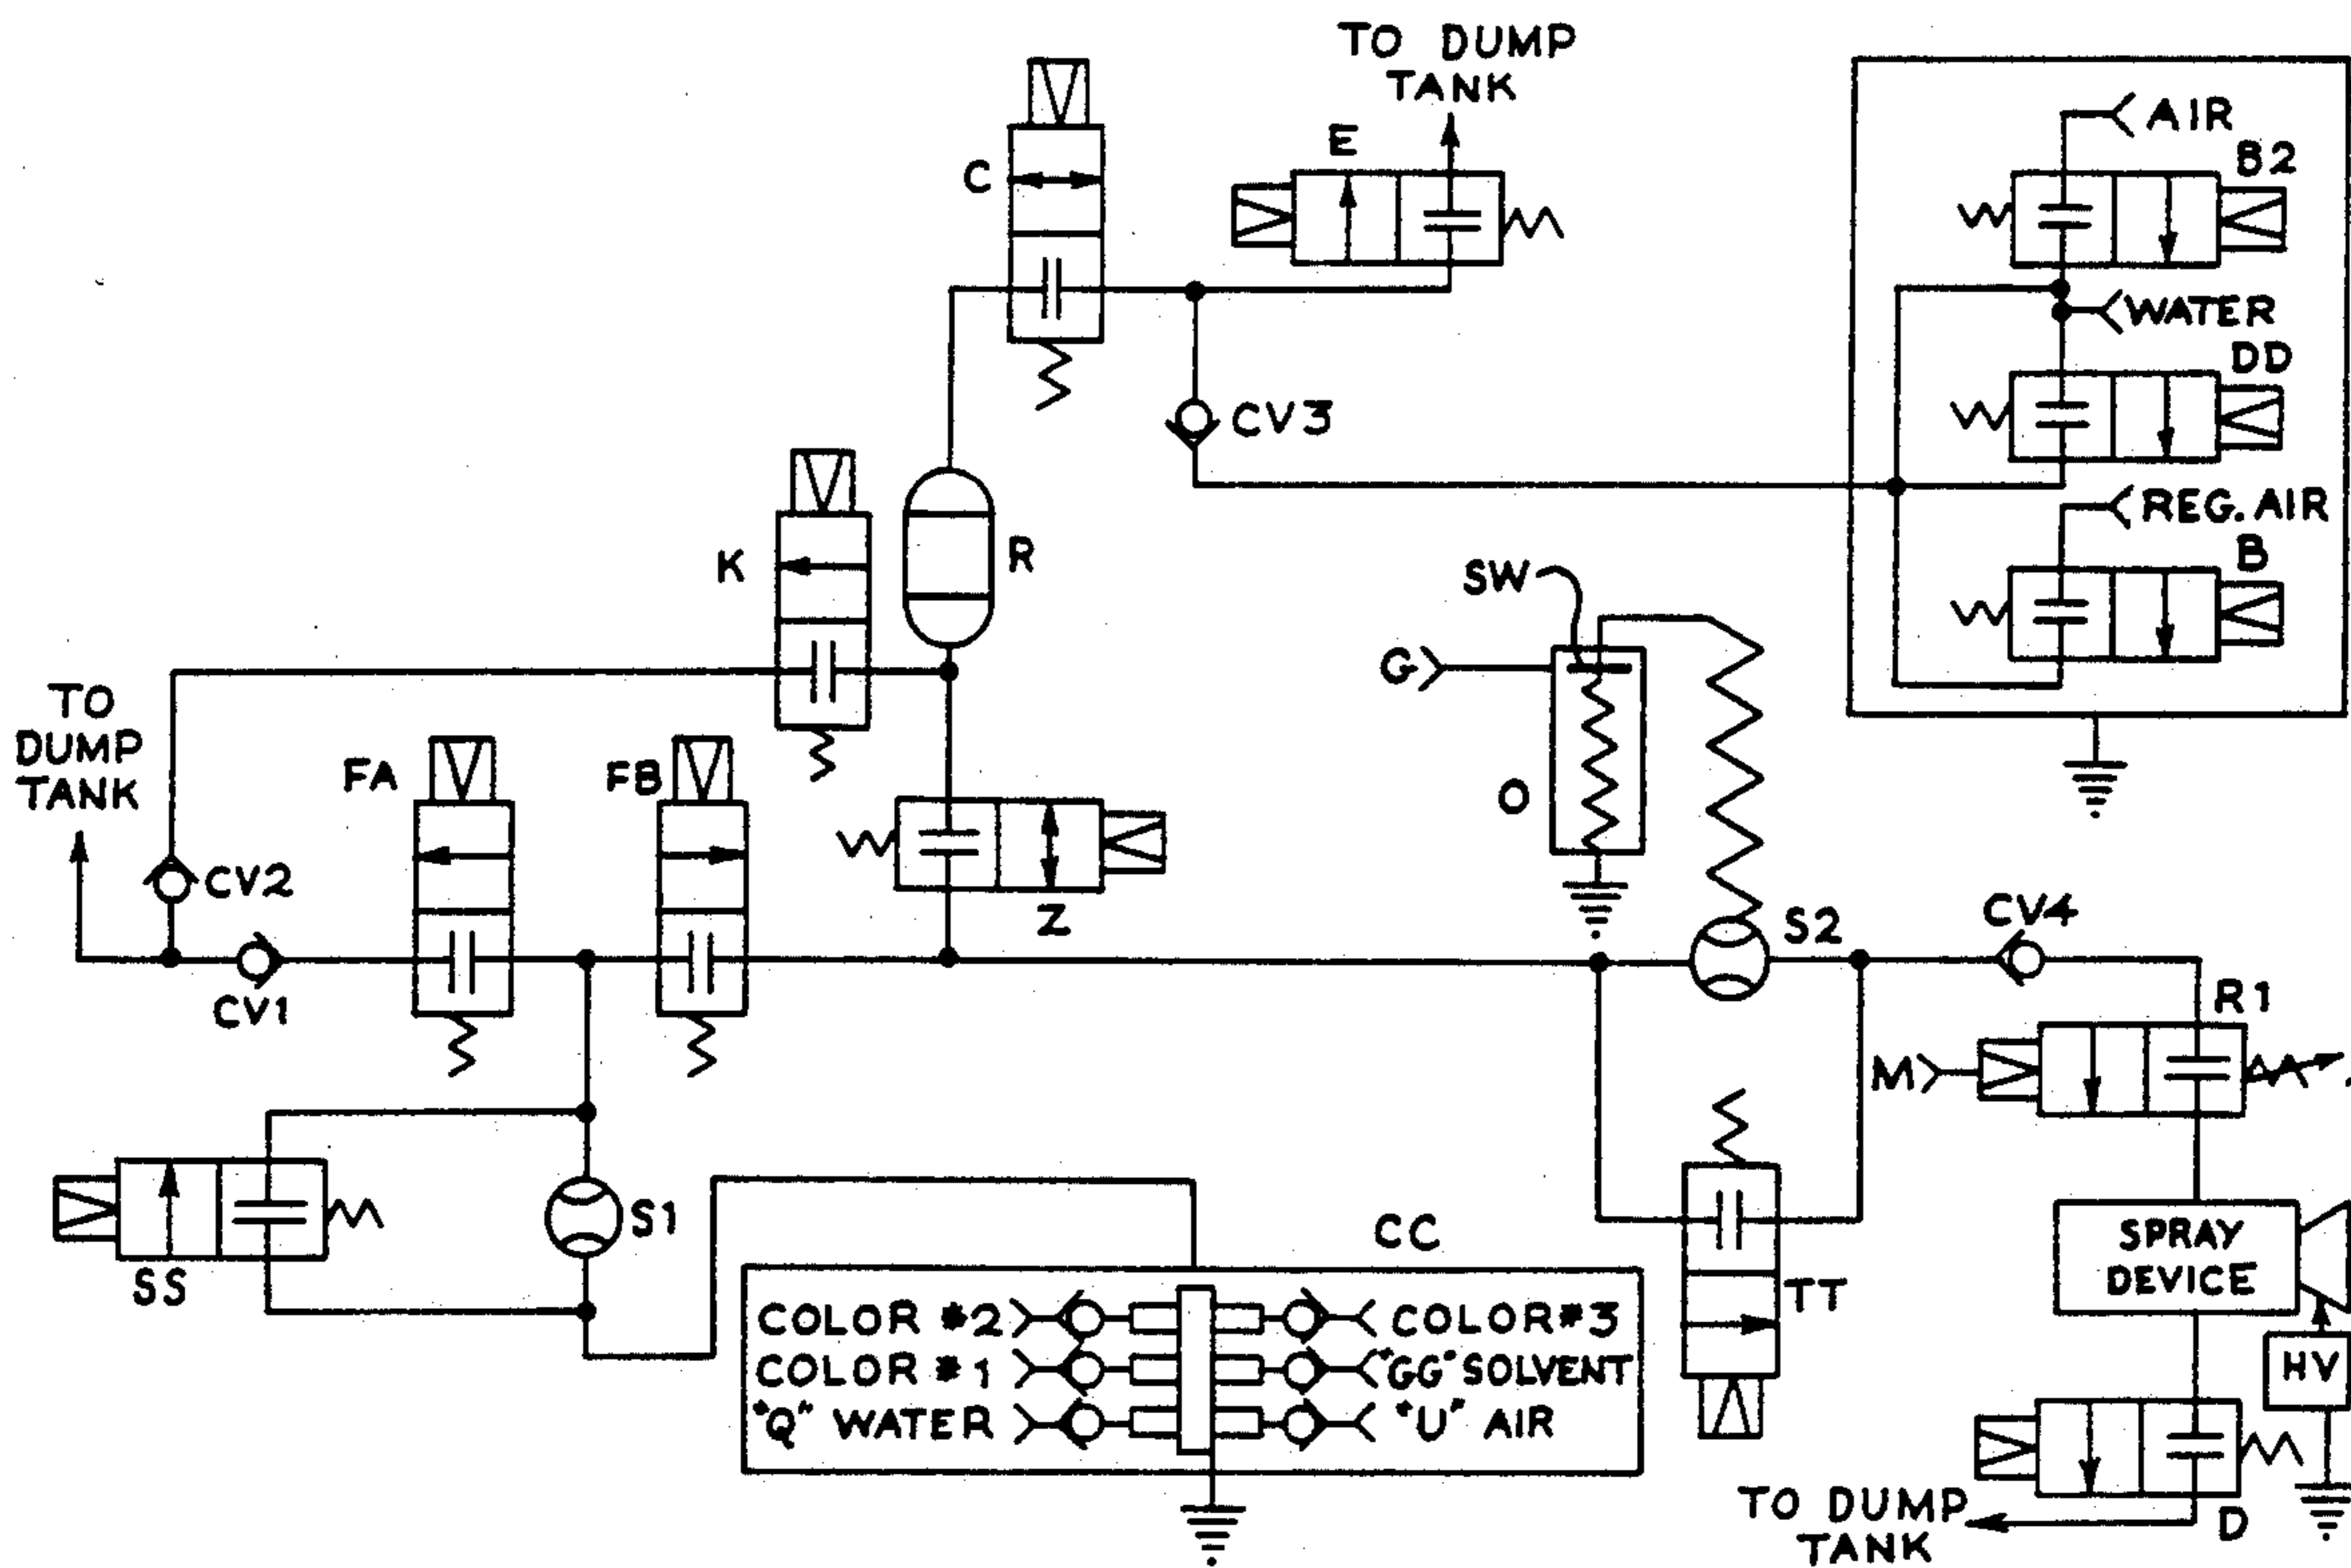 TO DUMP
TANK
C
E
AIR
B2
WATER
DD
CV3
REG. AIR
B
K
R
SW
G
O
TO
DUMP
TANK
FA
FB
CV2
Z
S2
CV4
CV1
R1
M
SS
S1
CC
TT
SPRAY
DEVICE
HV
COLOR #2
COLOR #3
COLOR #1
"GG" SOLVENT
"Q" WATER
"U" AIR
TO DUMP
TANK
D